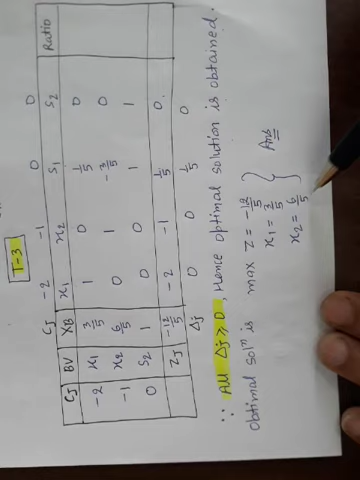 T-3
Cj -2 -1 0 0
Cj BV XB x1 x2 S1 S2 Ratio
-2 x1 3/5 1 0 1/5 0
-1 x2 6/5 0 1 -3/5 0
0 S2 1 0 0 1 1
Zj -12/5 -2 -1 1/5 0
Δj 0 0 1/5 0
∵ All Δj ≥ 0, Hence optimal solution is obtained.
Optimal solⁿ is max Z = -12/5
x1 = 3/5
x2 = 6/5
Ans